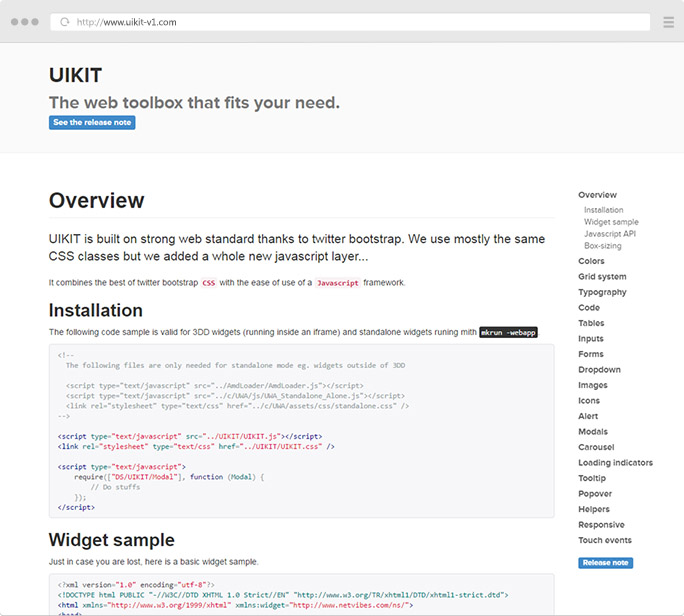 http://www.uikit-v1.com
UIKIT
The web toolbox that fits your need.
See the release note
Overview
UIKIT is built on strong web standard thanks to twitter bootstrap. We use mostly the same
CSS classes but we added a whole new javascript layer...
It combines the best of twitter bootstrap CSS with the ease of use of a Javascript framework.
Installation
The following code sample is valid for 3DD widgets (running inside an iframe) and standalone widgets runing mith mkrun -webapp
<!--
The following files are only needed for standalone mode eg. widgets outside of 3DD
<script type="text/javascript" src="../AmdLoader/AmdLoader.js"></script>
<script type="text/javascript" src="../c/UWA/js/UWA_Standalone_Alone.js"></script>
<link rel="stylesheet" type="text/css" href="../c/UWA/assets/css/standalone.css" />
-->
<script type="text/javascript" src="../UIKIT/UIKIT.js"></script>
<link rel="stylesheet" type="text/css" href="../UIKIT/UIKIT.css" />
<script type="text/javascript">
require(["DS/UIKIT/Modal"], function (Modal) {
// Do stuffs
});
</script>
Widget sample
Just in case you are lost, here is a basic widget sample.
<?xml version="1.0" encoding="utf-8"?>
<!DOCTYPE html PUBLIC "-//W3C//DTD XHTML 1.0 Strict//EN" "http://www.w3.org/TR/xhtml1/DTD/xhtml1-strict.dtd">
<html xmlns="http://www.w3.org/1999/xhtml" xmlns:widget="http://www.netvibes.com/ns/">
<head>
Overview
Installation
Widget sample
Javascript API
Box-sizing
Colors
Grid system
Typography
Code
Tables
Inputs
Forms
Dropdown
Images
Icons
Alert
Modals
Carousel
Loading indicators
Tooltip
Popover
Helpers
Responsive
Touch events
Release note